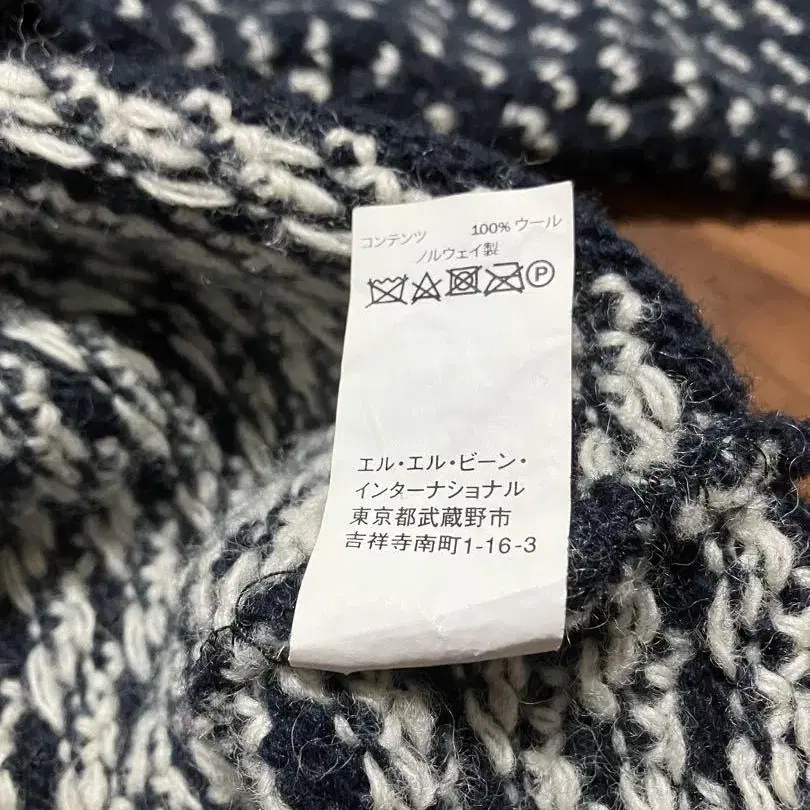 コンテンツ 100% ウール
ノルウェイ製
P
エル・エル・ビーン・
インターナショナル
東京都武蔵野市
吉祥寺南町1-16-3